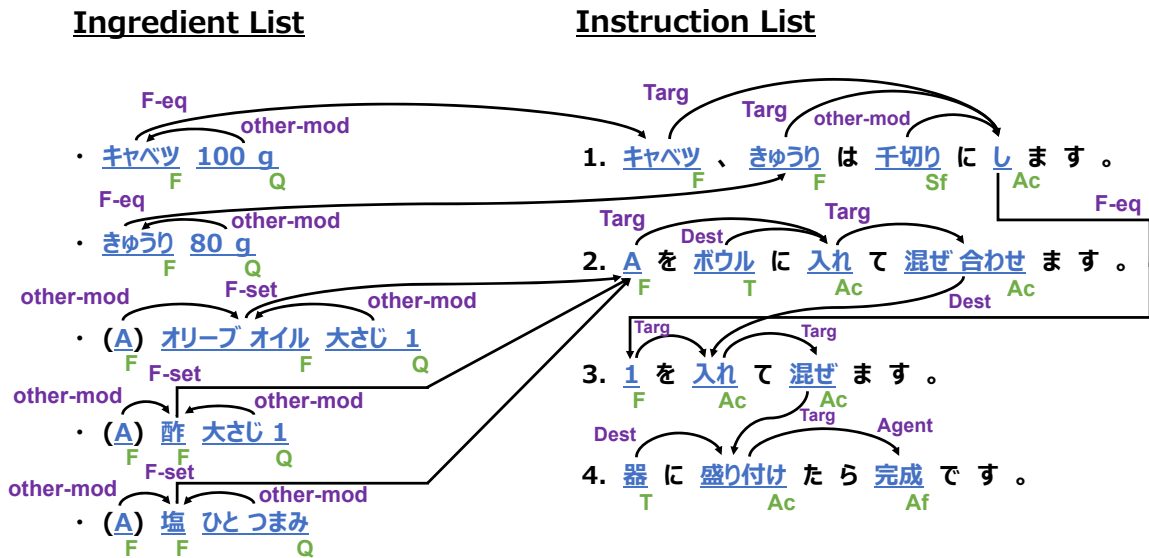 Ingredient List
Instruction List
F-eq
other-mod
Targ
Targ
other-mod
・ キャベツ 100 g
F
Q
1. キャベツ 、 きゅうり は 千切り に し ま す 。
F
F
Sf
Ac
F-eq
other-mod
F-eq
・ きゅうり 80 g
F
Q
Targ
Dest
Targ
2. A を ボウル に 入れ て 混ぜ 合わせ ま す 。
F
T
Ac
Ac
other-mod
F-set
other-mod
・ (A) オリーブ オイル 大さじ 1
F
F
Q
Dest
Targ
Targ
3. 1 を 入れ て 混ぜ ま す 。
F
Ac
Ac
other-mod
F-set
other-mod
・ (A) 酢 大さじ 1
F
F
Q
Dest
Targ
Agent
4. 器 に 盛り付け た ら 完成 で す 。
T
Ac
Af
other-mod
F-set
other-mod
・ (A) 塩 ひと つまみ
F
F
Q